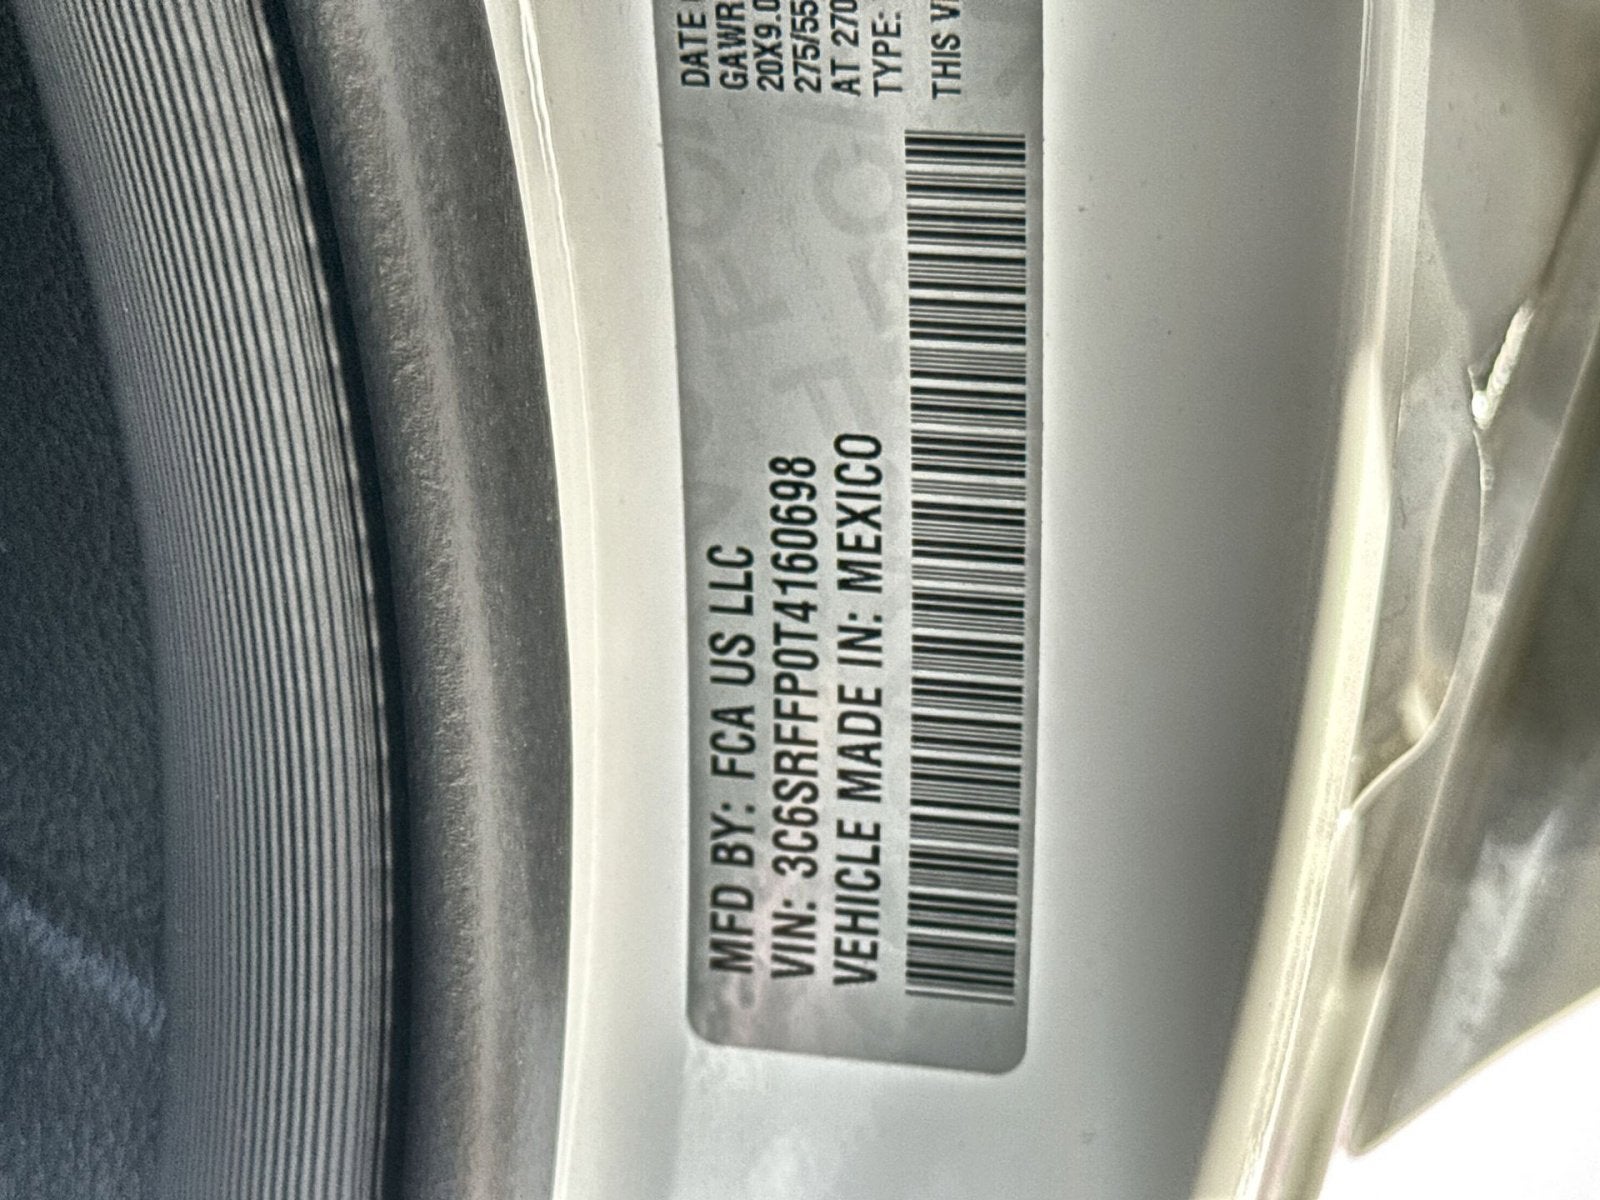 MFD BY: FCA US LLC
VIN: 3C6SRFFP0T4160698
VEHICLE MADE IN: MEXICO
DATE
GAWR
20X9.0
275/55
AT 270
TYPE:
THIS